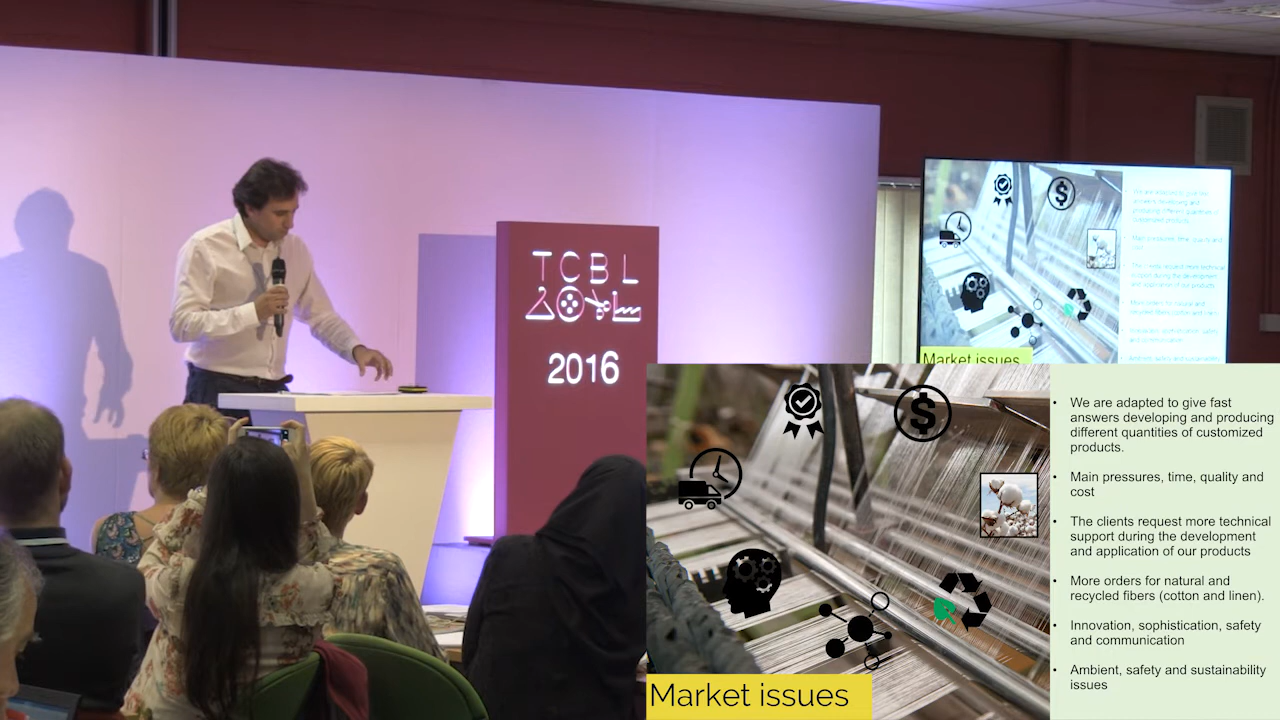 TCBL
2016
Market issues
• We are adapted to give fast
answers developing and producing
different quantities of customized
products.
• Main pressures, time, quality and
cost
• The clients request more technical
support during the development
and application of our products
• More orders for natural and
recycled fibers (cotton and linen).
• Innovation, sophistication, safety
and communication
• Ambient, safety and sustainability
issues
Market issues